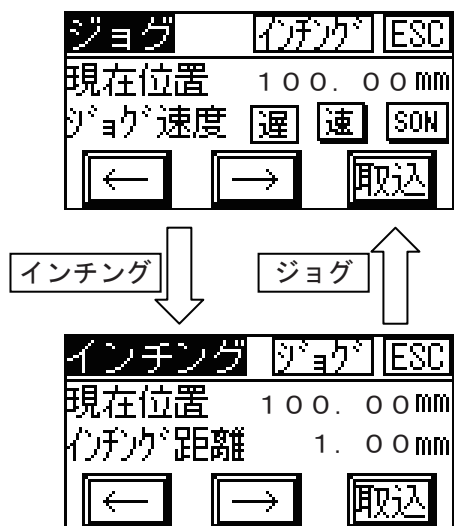 ジョグ インチング ESC
現在位置 100.00mm
ジョグ速度 遅 速 SON
← → 取込
インチング ジョグ
インチング ジョグ ESC
現在位置 100.00mm
インチング距離 1.00mm
← → 取込